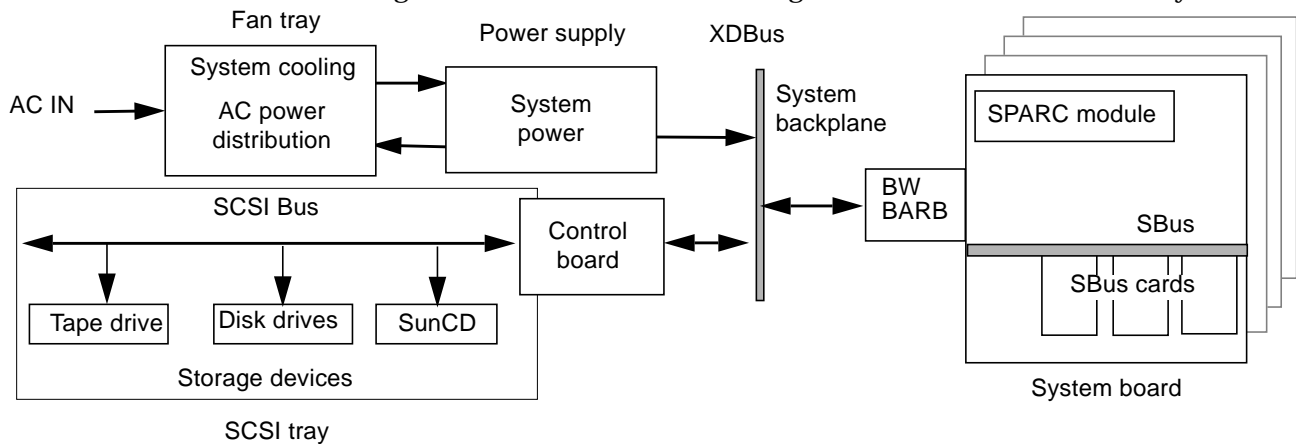 Fan tray
Power supply
XDBus
System cooling
AC power
distribution
AC IN
System
power
System
backplane
SPARC module
BW
BARB
SCSI Bus
Control
board
SBus
SBus cards
Tape drive
Disk drives
SunCD
Storage devices
System board
SCSI tray